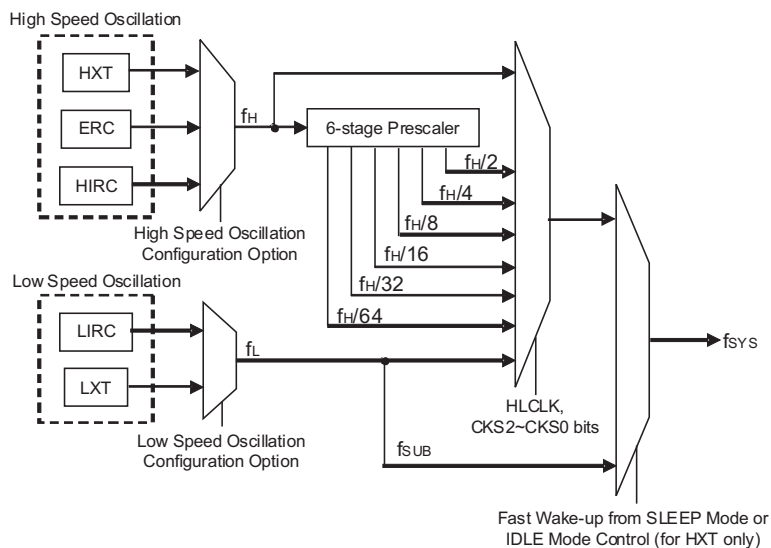 High Speed Oscillation
HXT
ERC
HIRC
fH
6-stage Prescaler
fH/2
fH/4
fH/8
fH/16
fH/32
fH/64
High Speed Oscillation
Configuration Option
Low Speed Oscillation
LIRC
LXT
fL
fSYS
HLCLK,
CKS2~CKS0 bits
Low Speed Oscillation
Configuration Option
fSUB
Fast Wake-up from SLEEP Mode or
IDLE Mode Control (for HXT only)